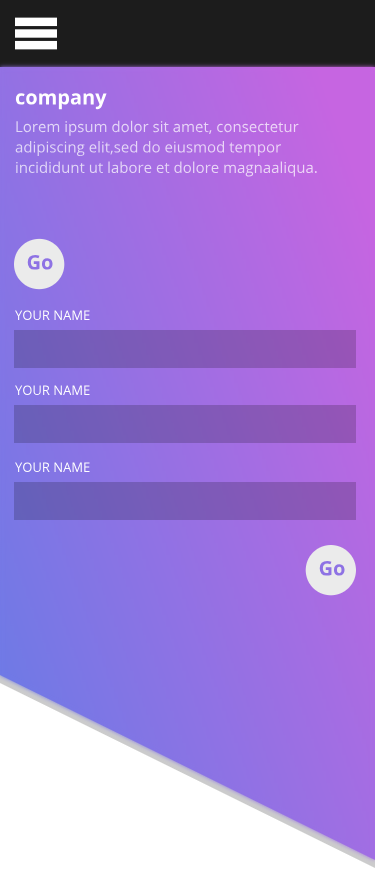 company
Lorem ipsum dolor sit amet, consectetur
adipiscing elit,sed do eiusmod tempor
incididunt ut labore et dolore magnaaliqua.
Go
YOUR NAME
YOUR NAME
YOUR NAME
Go